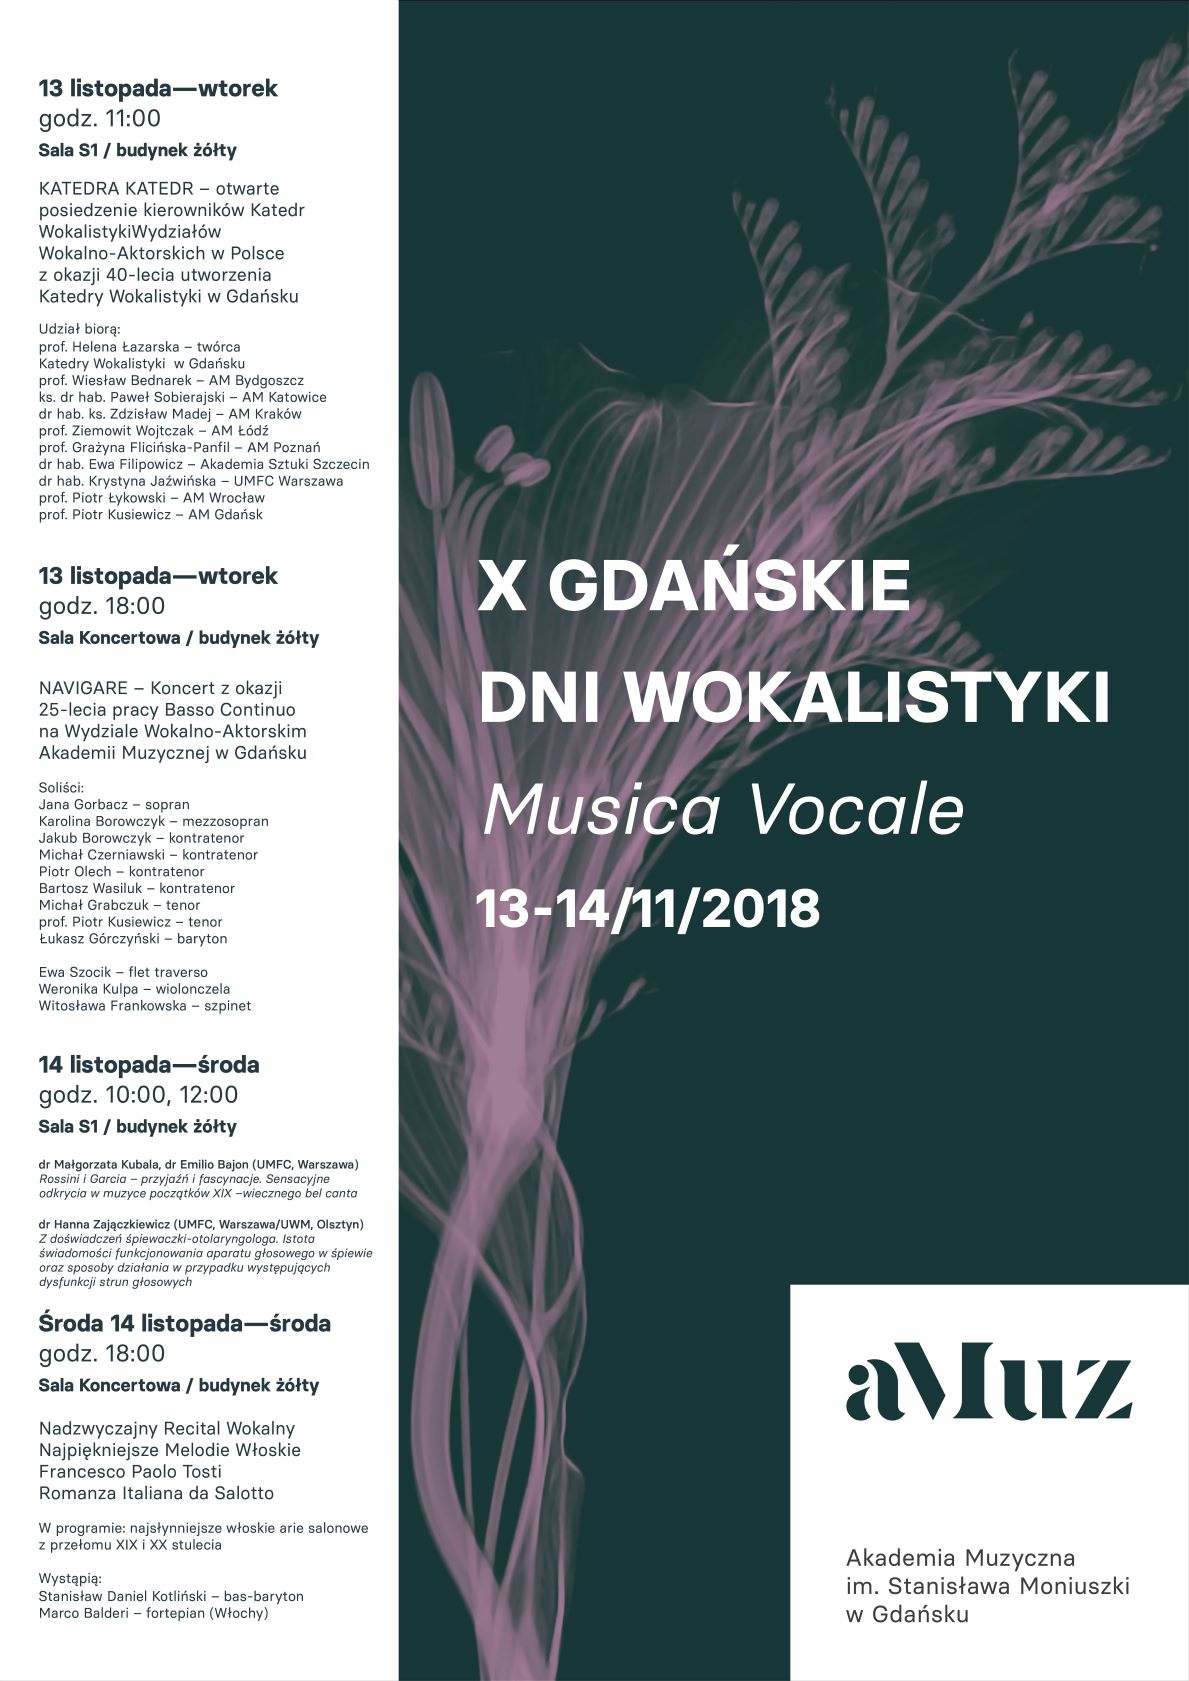 13 listopada—wtorek
godz. 11:00
Sala S1 / budynek żółty
KATEDRA KATEDR – otwarte
posiedzenie kierowników Katedr
WokalistykiWydziałów
Wokalno-Aktorskich w Polsce
z okazji 40-lecia utworzenia
Katedry Wokalistyki w Gdańsku
Udział biorą:
prof. Helena Łazarska – twórca
Katedry Wokalistyki w Gdańsku
prof. Wiesław Bednarek – AM Bydgoszcz
ks. dr hab. Paweł Sobierajski – AM Katowice
dr hab. ks. Zdzisław Madej – AM Kraków
prof. Ziemowit Wojtczak – AM Łódź
prof. Grażyna Flicińska-Panfil – AM Poznań
dr hab. Ewa Filipowicz – Akademia Sztuki Szczecin
dr hab. Krystyna Jaźwińska – UMFC Warszawa
prof. Piotr Łykowski – AM Wrocław
prof. Piotr Kusiewicz – AM Gdańsk
13 listopada—wtorek
godz. 18:00
Sala Koncertowa / budynek żółty
NAVIGARE – Koncert z okazji
25-lecia pracy Basso Continuo
na Wydziale Wokalno-Aktorskim
Akademii Muzycznej w Gdańsku
Soliści:
Jana Gorbacz – sopran
Karolina Borowczyk – mezzosopran
Jakub Borowczyk – kontratenor
Michał Czerniawski – kontratenor
Piotr Olech – kontratenor
Bartosz Wasiluk – kontratenor
Michał Grabczuk – tenor
prof. Piotr Kusiewicz – tenor
Łukasz Górczyński – baryton
Ewa Szocik – flet traverso
Weronika Kulpa – wiolonczela
Witosława Frankowska – szpinet
14 listopada—środa
godz. 10:00, 12:00
Sala S1 / budynek żółty
dr Małgorzata Kubala, dr Emilio Bajon (UMFC, Warszawa)
Rossini i Garcia – przyjaźń i fascynacje. Sensacyjne
odkrycia w muzyce początków XIX –wiecznego bel canta
dr Hanna Zajączkiewicz (UMFC, Warszawa/UWM, Olsztyn)
Z doświadczeń śpiewaczki-otolaryngologa. Istota
świadomości funkcjonowania aparatu głosowego w śpiewie
oraz sposoby działania w przypadku występujących
dysfunkcji strun głosowych
Środa 14 listopada—środa
godz. 18:00
Sala Koncertowa / budynek żółty
Nadzwyczajny Recital Wokalny
Najpiękniejsze Melodie Włoskie
Francesco Paolo Tosti
Romanza Italiana da Salotto
W programie: najsłynniejsze włoskie arie salonowe
z przełomu XIX i XX stulecia
Wystąpią:
Stanisław Daniel Kotliński – bas-baryton
Marco Balderi – fortepian (Włochy)
X GDAŃSKIE
DNI WOKALISTYKI
Musica Vocale
13-14/11/2018
aMuz
Akademia Muzyczna
im. Stanisława Moniuszki
w Gdańsku